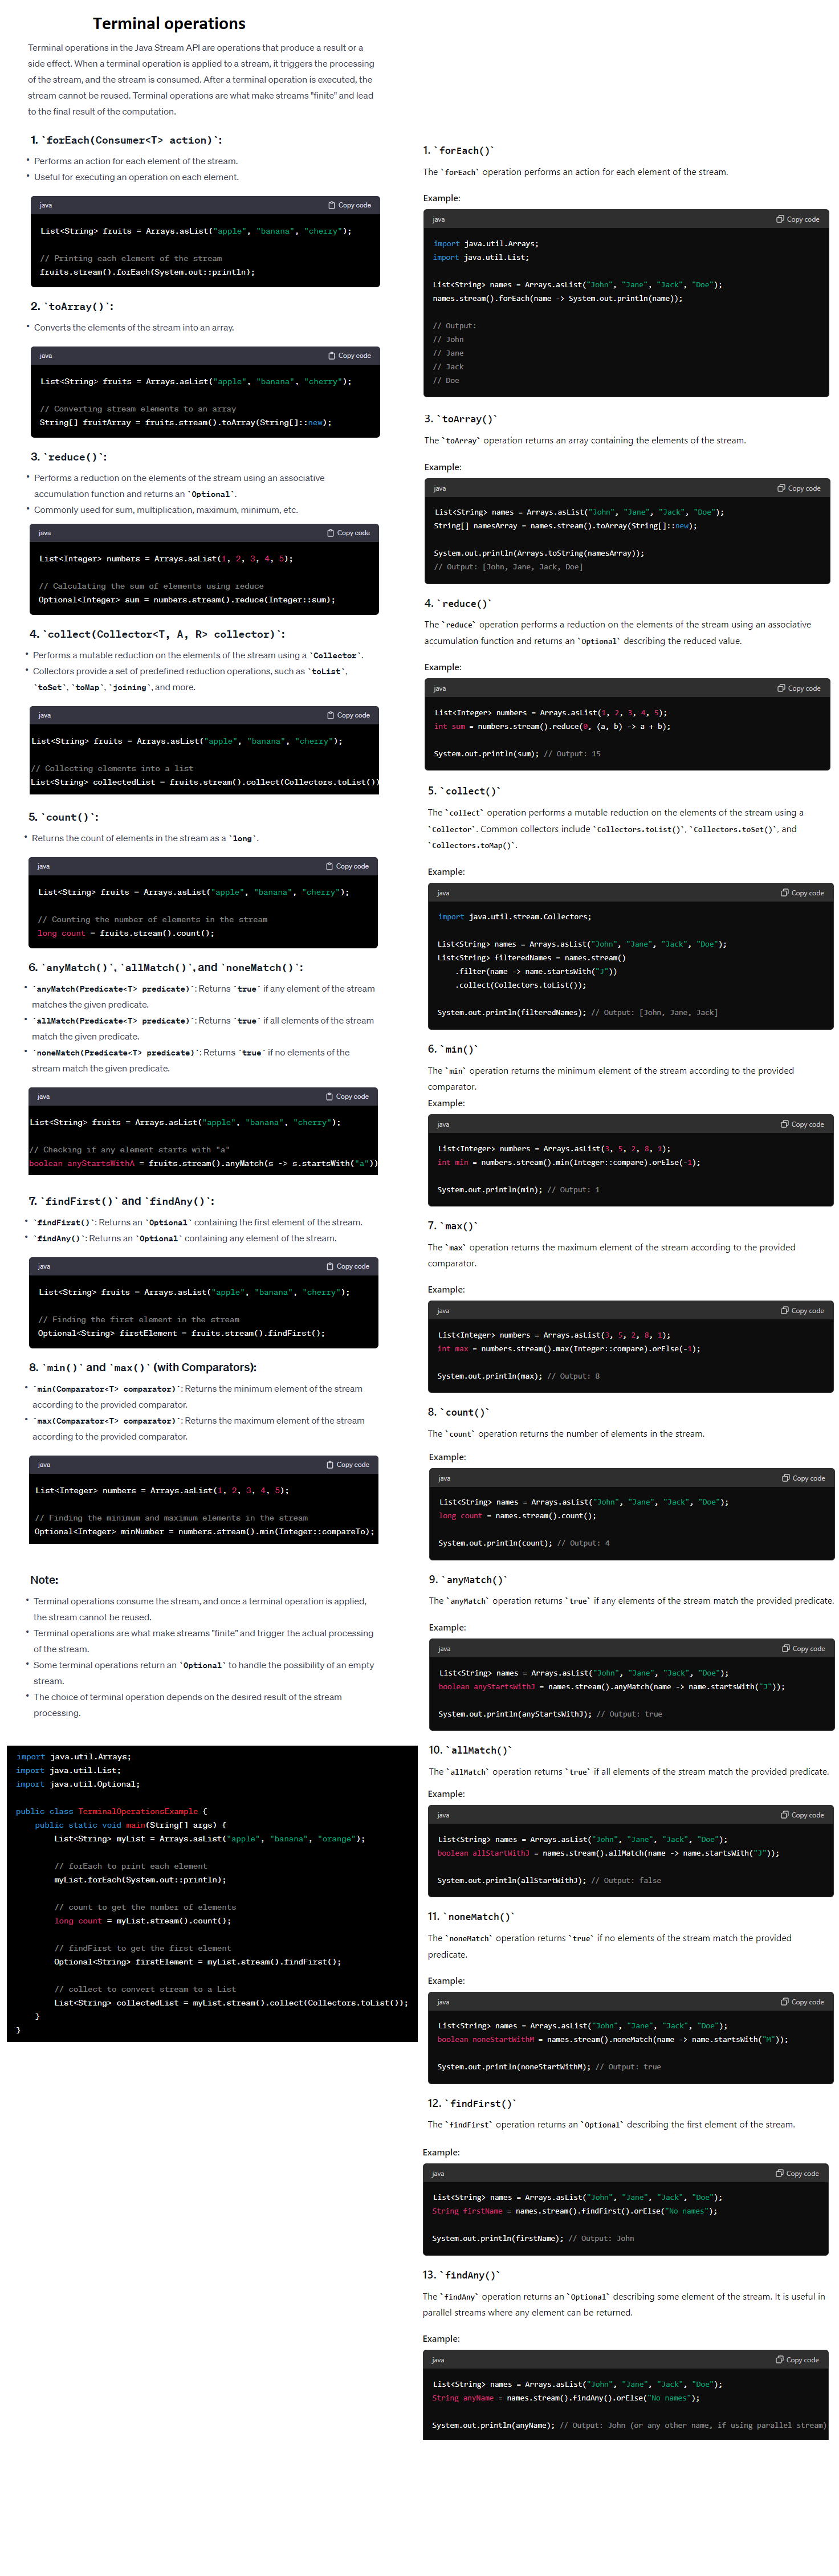 Terminal operations
Terminal operations in the Java Stream API are operations that produce a result or a
side effect. When a terminal operation is applied to a stream, it triggers the processing
of the stream, and the stream is consumed. After a terminal operation is executed, the
stream cannot be reused. Terminal operations are what make streams "finite" and lead
to the final result of the computation.
1. `forEach(Consumer<T> action)`:
• Performs an action for each element of the stream.
• Useful for executing an operation on each element.
java Copy code
List<String> fruits = Arrays.asList("apple", "banana", "cherry");
// Printing each element of the stream
fruits.stream().forEach(System.out::println);
2. `toArray()`:
• Converts the elements of the stream into an array.
java Copy code
List<String> fruits = Arrays.asList("apple", "banana", "cherry");
// Converting stream elements to an array
String[] fruitArray = fruits.stream().toArray(String[]::new);
3. `reduce()`:
• Performs a reduction on the elements of the stream using an associative
accumulation function and returns an `Optional`.
• Commonly used for sum, multiplication, maximum, minimum, etc.
java Copy code
List<Integer> numbers = Arrays.asList(1, 2, 3, 4, 5);
// Calculating the sum of elements using reduce
Optional<Integer> sum = numbers.stream().reduce(Integer::sum);
4. `collect(Collector<T, A, R> collector)`:
• Performs a mutable reduction on the elements of the stream using a `Collector`.
• Collectors provide a set of predefined reduction operations, such as `toList`,
`toSet`, `toMap`, `joining`, and more.
java Copy code
List<String> fruits = Arrays.asList("apple", "banana", "cherry");
// Collecting elements into a list
List<String> collectedList = fruits.stream().collect(Collectors.toList())
5. `count()`:
• Returns the count of elements in the stream as a `long`.
java Copy code
List<String> fruits = Arrays.asList("apple", "banana", "cherry");
// Counting the number of elements in the stream
long count = fruits.stream().count();
6. `anyMatch()`, `allMatch()`, and `noneMatch()`:
• `anyMatch(Predicate<T> predicate)`: Returns `true` if any element of the stream
matches the given predicate.
• `allMatch(Predicate<T> predicate)`: Returns `true` if all elements of the stream
match the given predicate.
• `noneMatch(Predicate<T> predicate)`: Returns `true` if no elements of the
stream match the given predicate.
java Copy code
List<String> fruits = Arrays.asList("apple", "banana", "cherry");
// Checking if any element starts with "a"
boolean anyStartsWithA = fruits.stream().anyMatch(s -> s.startsWith("a"))
7. `findFirst()` and `findAny()`:
• `findFirst()`: Returns an `Optional` containing the first element of the stream.
• `findAny()`: Returns an `Optional` containing any element of the stream.
java Copy code
List<String> fruits = Arrays.asList("apple", "banana", "cherry");
// Finding the first element in the stream
Optional<String> firstElement = fruits.stream().findFirst();
8. `min()` and `max()` (with Comparators):
• `min(Comparator<T> comparator)`: Returns the minimum element of the stream
according to the provided comparator.
• `max(Comparator<T> comparator)`: Returns the maximum element of the stream
according to the provided comparator.
java Copy code
List<Integer> numbers = Arrays.asList(1, 2, 3, 4, 5);
// Finding the minimum and maximum elements in the stream
Optional<Integer> minNumber = numbers.stream().min(Integer::compareTo);
Note:
• Terminal operations consume the stream, and once a terminal operation is applied,
the stream cannot be reused.
• Terminal operations are what make streams "finite" and trigger the actual processing
of the stream.
• Some terminal operations return an `Optional` to handle the possibility of an empty
stream.
• The choice of terminal operation depends on the desired result of the stream
processing.
import java.util.Arrays;
import java.util.List;
import java.util.Optional;
public class TerminalOperationsExample {
public static void main(String[] args) {
List<String> myList = Arrays.asList("apple", "banana", "orange");
// forEach to print each element
myList.forEach(System.out::println);
// count to get the number of elements
long count = myList.stream().count();
// findFirst to get the first element
Optional<String> firstElement = myList.stream().findFirst();
// collect to convert stream to a List
List<String> collectedList = myList.stream().collect(Collectors.toList());
}
}
1. `forEach()`
The `forEach` operation performs an action for each element of the stream.
Example:
java Copy code
import java.util.Arrays;
import java.util.List;
List<String> names = Arrays.asList("John", "Jane", "Jack", "Doe");
names.stream().forEach(name -> System.out.println(name));
// Output:
// John
// Jane
// Jack
// Doe
3. `toArray()`
The `toArray` operation returns an array containing the elements of the stream.
Example:
java Copy code
List<String> names = Arrays.asList("John", "Jane", "Jack", "Doe");
String[] namesArray = names.stream().toArray(String[]::new);
System.out.println(Arrays.toString(namesArray));
// Output: [John, Jane, Jack, Doe]
4. `reduce()`
The `reduce` operation performs a reduction on the elements of the stream using an associative
accumulation function and returns an `Optional` describing the reduced value.
Example:
java Copy code
List<Integer> numbers = Arrays.asList(1, 2, 3, 4, 5);
int sum = numbers.stream().reduce(0, (a, b) -> a + b);
System.out.println(sum); // Output: 15
5. `collect()`
The `collect` operation performs a mutable reduction on the elements of the stream using a
`Collector`. Common collectors include `Collectors.toList()`, `Collectors.toSet()`, and
`Collectors.toMap()`.
Example:
java Copy code
import java.util.stream.Collectors;
List<String> names = Arrays.asList("John", "Jane", "Jack", "Doe");
List<String> filteredNames = names.stream()
.filter(name -> name.startsWith("J"))
.collect(Collectors.toList());
System.out.println(filteredNames); // Output: [John, Jane, Jack]
6. `min()`
The `min` operation returns the minimum element of the stream according to the provided
comparator.
Example:
java Copy code
List<Integer> numbers = Arrays.asList(3, 5, 2, 8, 1);
int min = numbers.stream().min(Integer::compare).orElse(-1);
System.out.println(min); // Output: 1
7. `max()`
The `max` operation returns the maximum element of the stream according to the provided
comparator.
Example:
java Copy code
List<Integer> numbers = Arrays.asList(3, 5, 2, 8, 1);
int max = numbers.stream().max(Integer::compare).orElse(-1);
System.out.println(max); // Output: 8
8. `count()`
The `count` operation returns the number of elements in the stream.
Example:
java Copy code
List<String> names = Arrays.asList("John", "Jane", "Jack", "Doe");
long count = names.stream().count();
System.out.println(count); // Output: 4
9. `anyMatch()`
The `anyMatch` operation returns `true` if any elements of the stream match the provided predicate.
Example:
java Copy code
List<String> names = Arrays.asList("John", "Jane", "Jack", "Doe");
boolean anyStartsWithJ = names.stream().anyMatch(name -> name.startsWith("J"));
System.out.println(anyStartsWithJ); // Output: true
10. `allMatch()`
The `allMatch` operation returns `true` if all elements of the stream match the provided predicate.
Example:
java Copy code
List<String> names = Arrays.asList("John", "Jane", "Jack", "Doe");
boolean allStartWithJ = names.stream().allMatch(name -> name.startsWith("J"));
System.out.println(allStartWithJ); // Output: false
11. `noneMatch()`
The `noneMatch` operation returns `true` if no elements of the stream match the provided
predicate.
Example:
java Copy code
List<String> names = Arrays.asList("John", "Jane", "Jack", "Doe");
boolean noneStartWithM = names.stream().noneMatch(name -> name.startsWith("M"));
System.out.println(noneStartWithM); // Output: true
12. `findFirst()`
The `findFirst` operation returns an `Optional` describing the first element of the stream.
Example:
java Copy code
List<String> names = Arrays.asList("John", "Jane", "Jack", "Doe");
String firstName = names.stream().findFirst().orElse("No names");
System.out.println(firstName); // Output: John
13. `findAny()`
The `findAny` operation returns an `Optional` describing some element of the stream. It is useful in
parallel streams where any element can be returned.
Example:
java Copy code
List<String> names = Arrays.asList("John", "Jane", "Jack", "Doe");
String anyName = names.stream().findAny().orElse("No names");
System.out.println(anyName); // Output: John (or any other name, if using parallel stream)